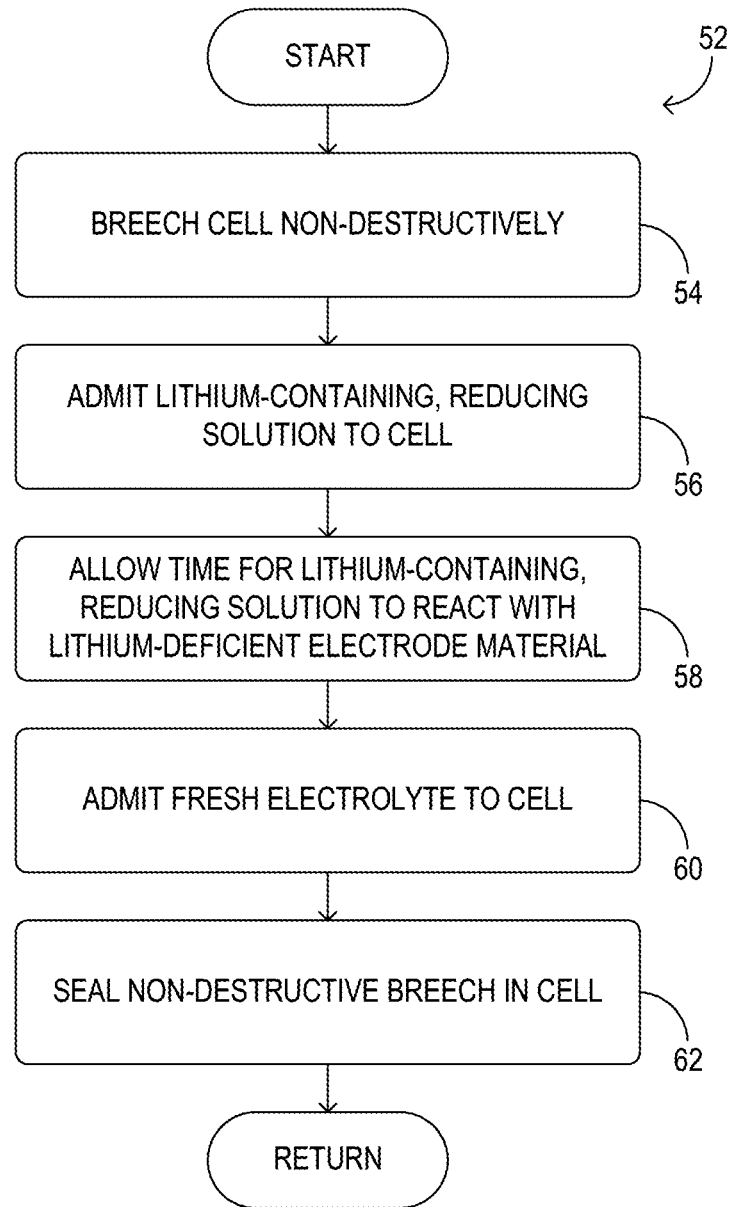 START
52
BREECH CELL NON-DESTRUCTIVELY
54
ADMIT LITHIUM-CONTAINING, REDUCING
SOLUTION TO CELL
56
ALLOW TIME FOR LITHIUM-CONTAINING,
REDUCING SOLUTION TO REACT WITH
LITHIUM-DEFICIENT ELECTRODE MATERIAL
58
ADMIT FRESH ELECTROLYTE TO CELL
60
SEAL NON-DESTRUCTIVE BREECH IN CELL
62
RETURN